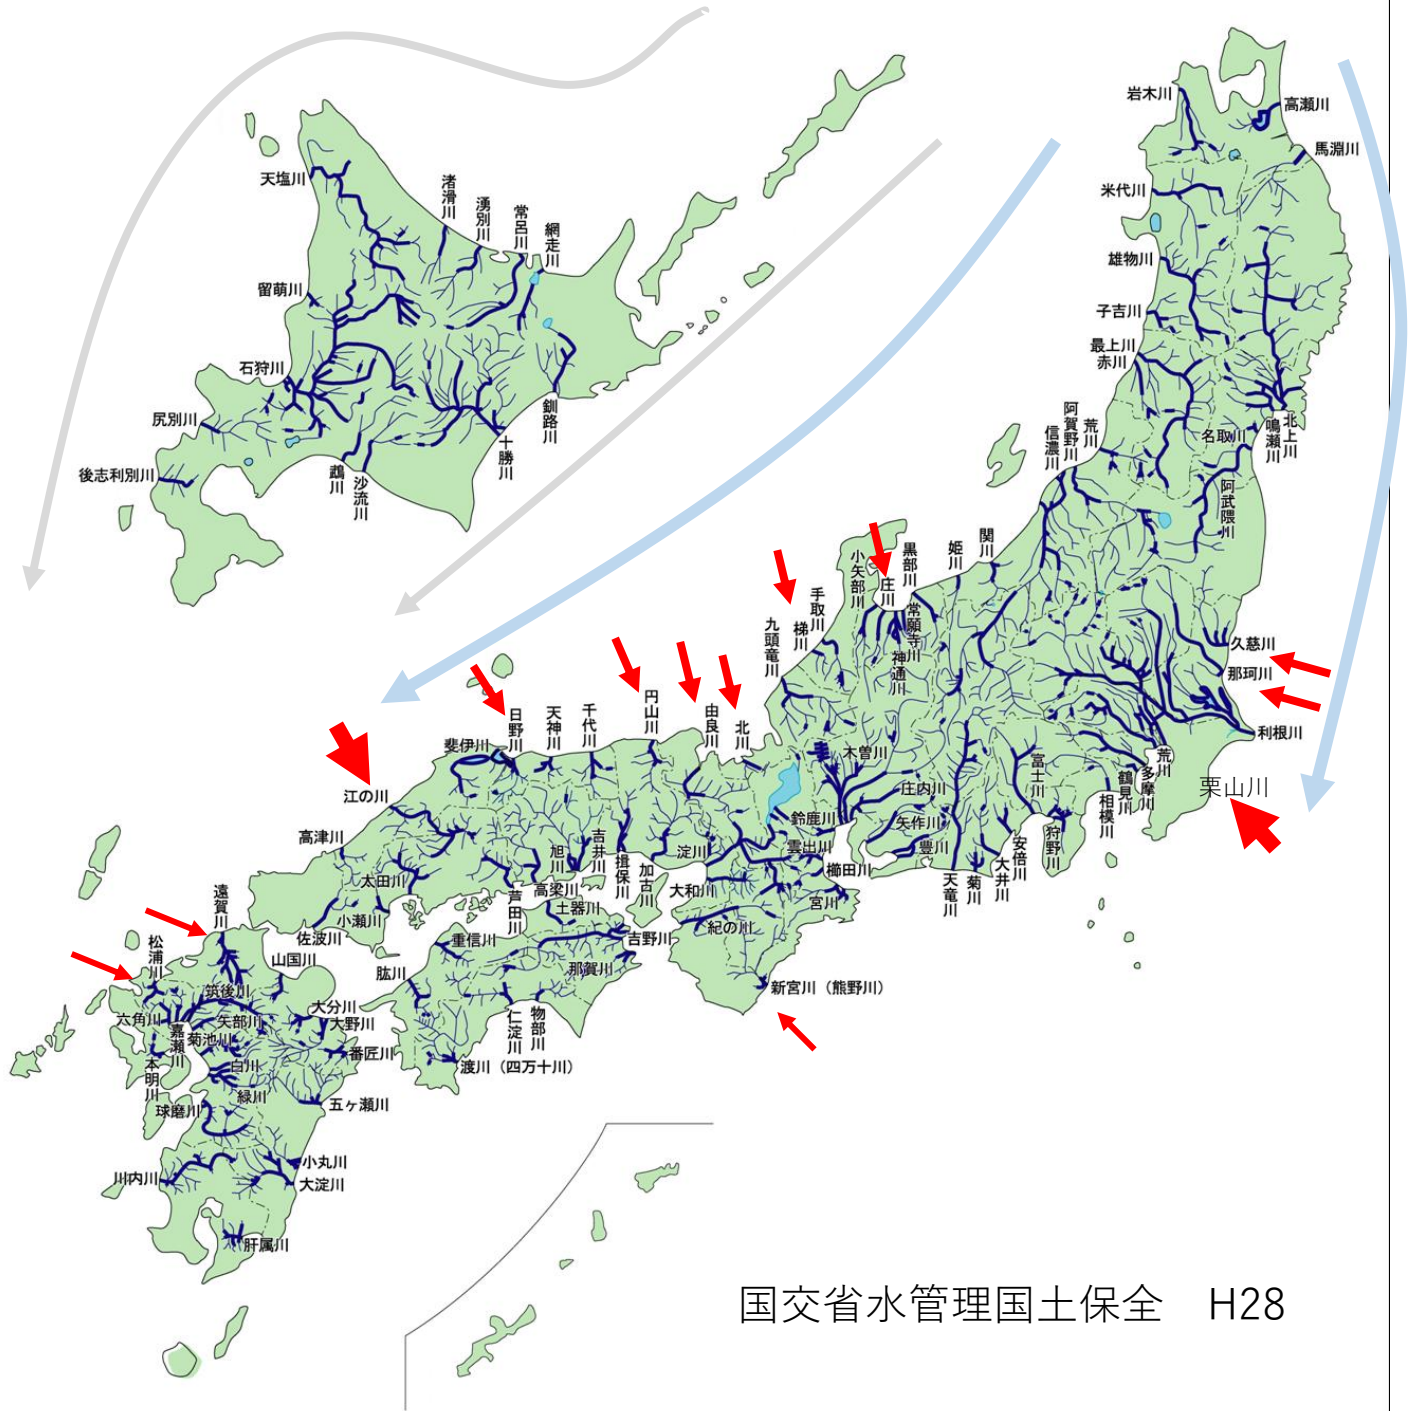 岩木川
高瀬川
馬淵川
米代川
雄物川
子吉川
最上川
赤川
荒川
阿賀野川
信濃川
名取川
鳴瀬川
北上川
阿武隈川
天塩川
渚滑川
湧別川
常呂川
網走川
留萌川
石狩川
尻別川
後志利別川
鵡川
沙流川
十勝川
釧路川
関川
姫川
黒部川
常願寺川
神通川
庄川
小矢部川
手取川
梯川
九頭竜川
久慈川
那珂川
利根川
栗山川
荒川
多摩川
鶴見川
相模川
狩野川
富士川
安倍川
大井川
菊川
天竜川
豊川
矢作川
庄内川
木曽川
鈴鹿川
雲出川
櫛田川
宮川
北川
由良川
円山川
千代川
天神川
日野川
斐伊川
江の川
高津川
淀川
大和川
紀の川
新宮川（熊野川）
加古川
揖保川
吉井川
旭川
高梁川
芦田川
太田川
小瀬川
佐波川
土器川
吉野川
那賀川
重信川
肱川
物部川
仁淀川
渡川（四万十川）
遠賀川
松浦川
山国川
筑後川
大分川
大野川
番匠川
六角川
嘉瀬川
矢部川
菊池川
本明川
白川
緑川
球磨川
五ヶ瀬川
川内川
小丸川
大淀川
肝属川
国交省水管理国土保全　H28